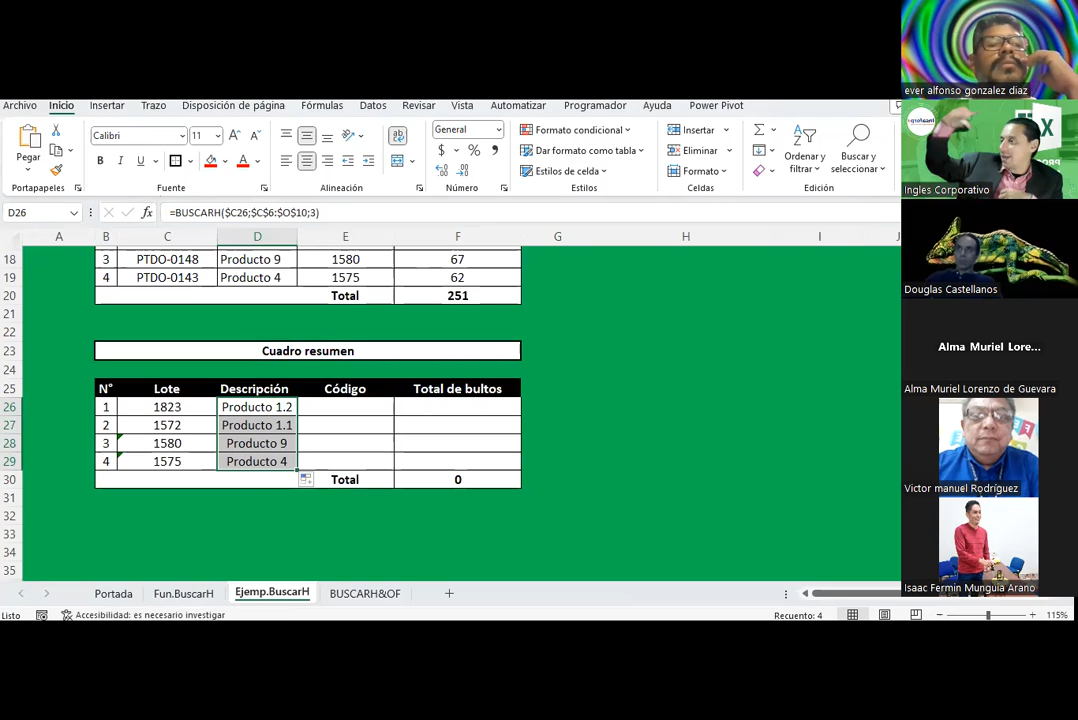 ever alfonso gonzalez diaz
Archivo Inicio Insertar Trazo Disposición de página Fórmulas Datos Revisar Vista Automatizar Programador Ayuda Power Pivot
Pegar
Calibri 11
General
Formato condicional
Dar formato como tabla
Estilos de celda
Insertar
Eliminar
Formato
Ordenar y filtrar
Buscar y seleccionar
Portapapeles Fuente Alineación Número Estilos Celdas Edición
Ingles Corporativo
D26 =BUSCARH($C26;$C$6:$O$10;3)
A B C D E F G H I
18 3 PTDO-0148 Producto 9 1580 67
19 4 PTDO-0143 Producto 4 1575 62
20 Total 251
21
22
23 Cuadro resumen
24
25 N° Lote Descripción Código Total de bultos
26 1 1823 Producto 1.2
27 2 1572 Producto 1.1
28 3 1580 Producto 9
29 4 1575 Producto 4
30 Total 0
31
32
33
34
35
Douglas Castellanos
Alma Muriel Lore...
Alma Muriel Lorenzo de Guevara
Victor manuel Rodríguez
Isaac Fermin Munguia Arano
Portada Fun.BuscarH Ejemp.BuscarH BUSCARH&OF
Listo Accesibilidad: es necesario investigar Recuento: 4 115%